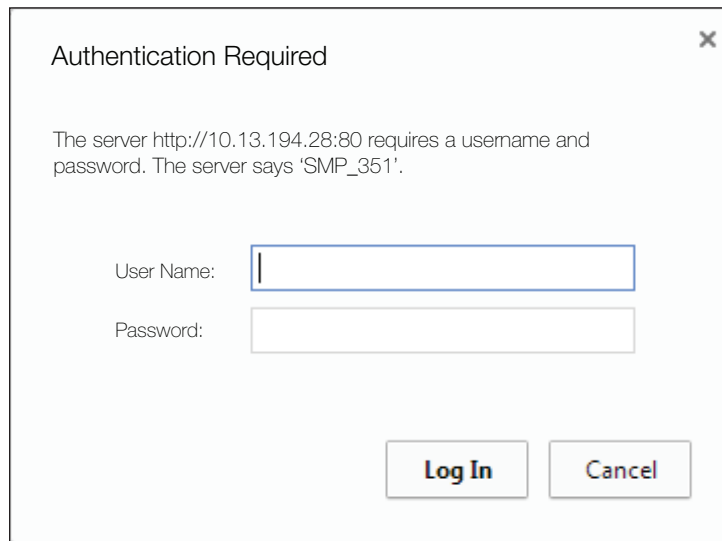 Authentication Required
The server http://10.13.194.28:80 requires a username and
password. The server says ‘SMP_351’.
User Name:
Password:
Log In
Cancel